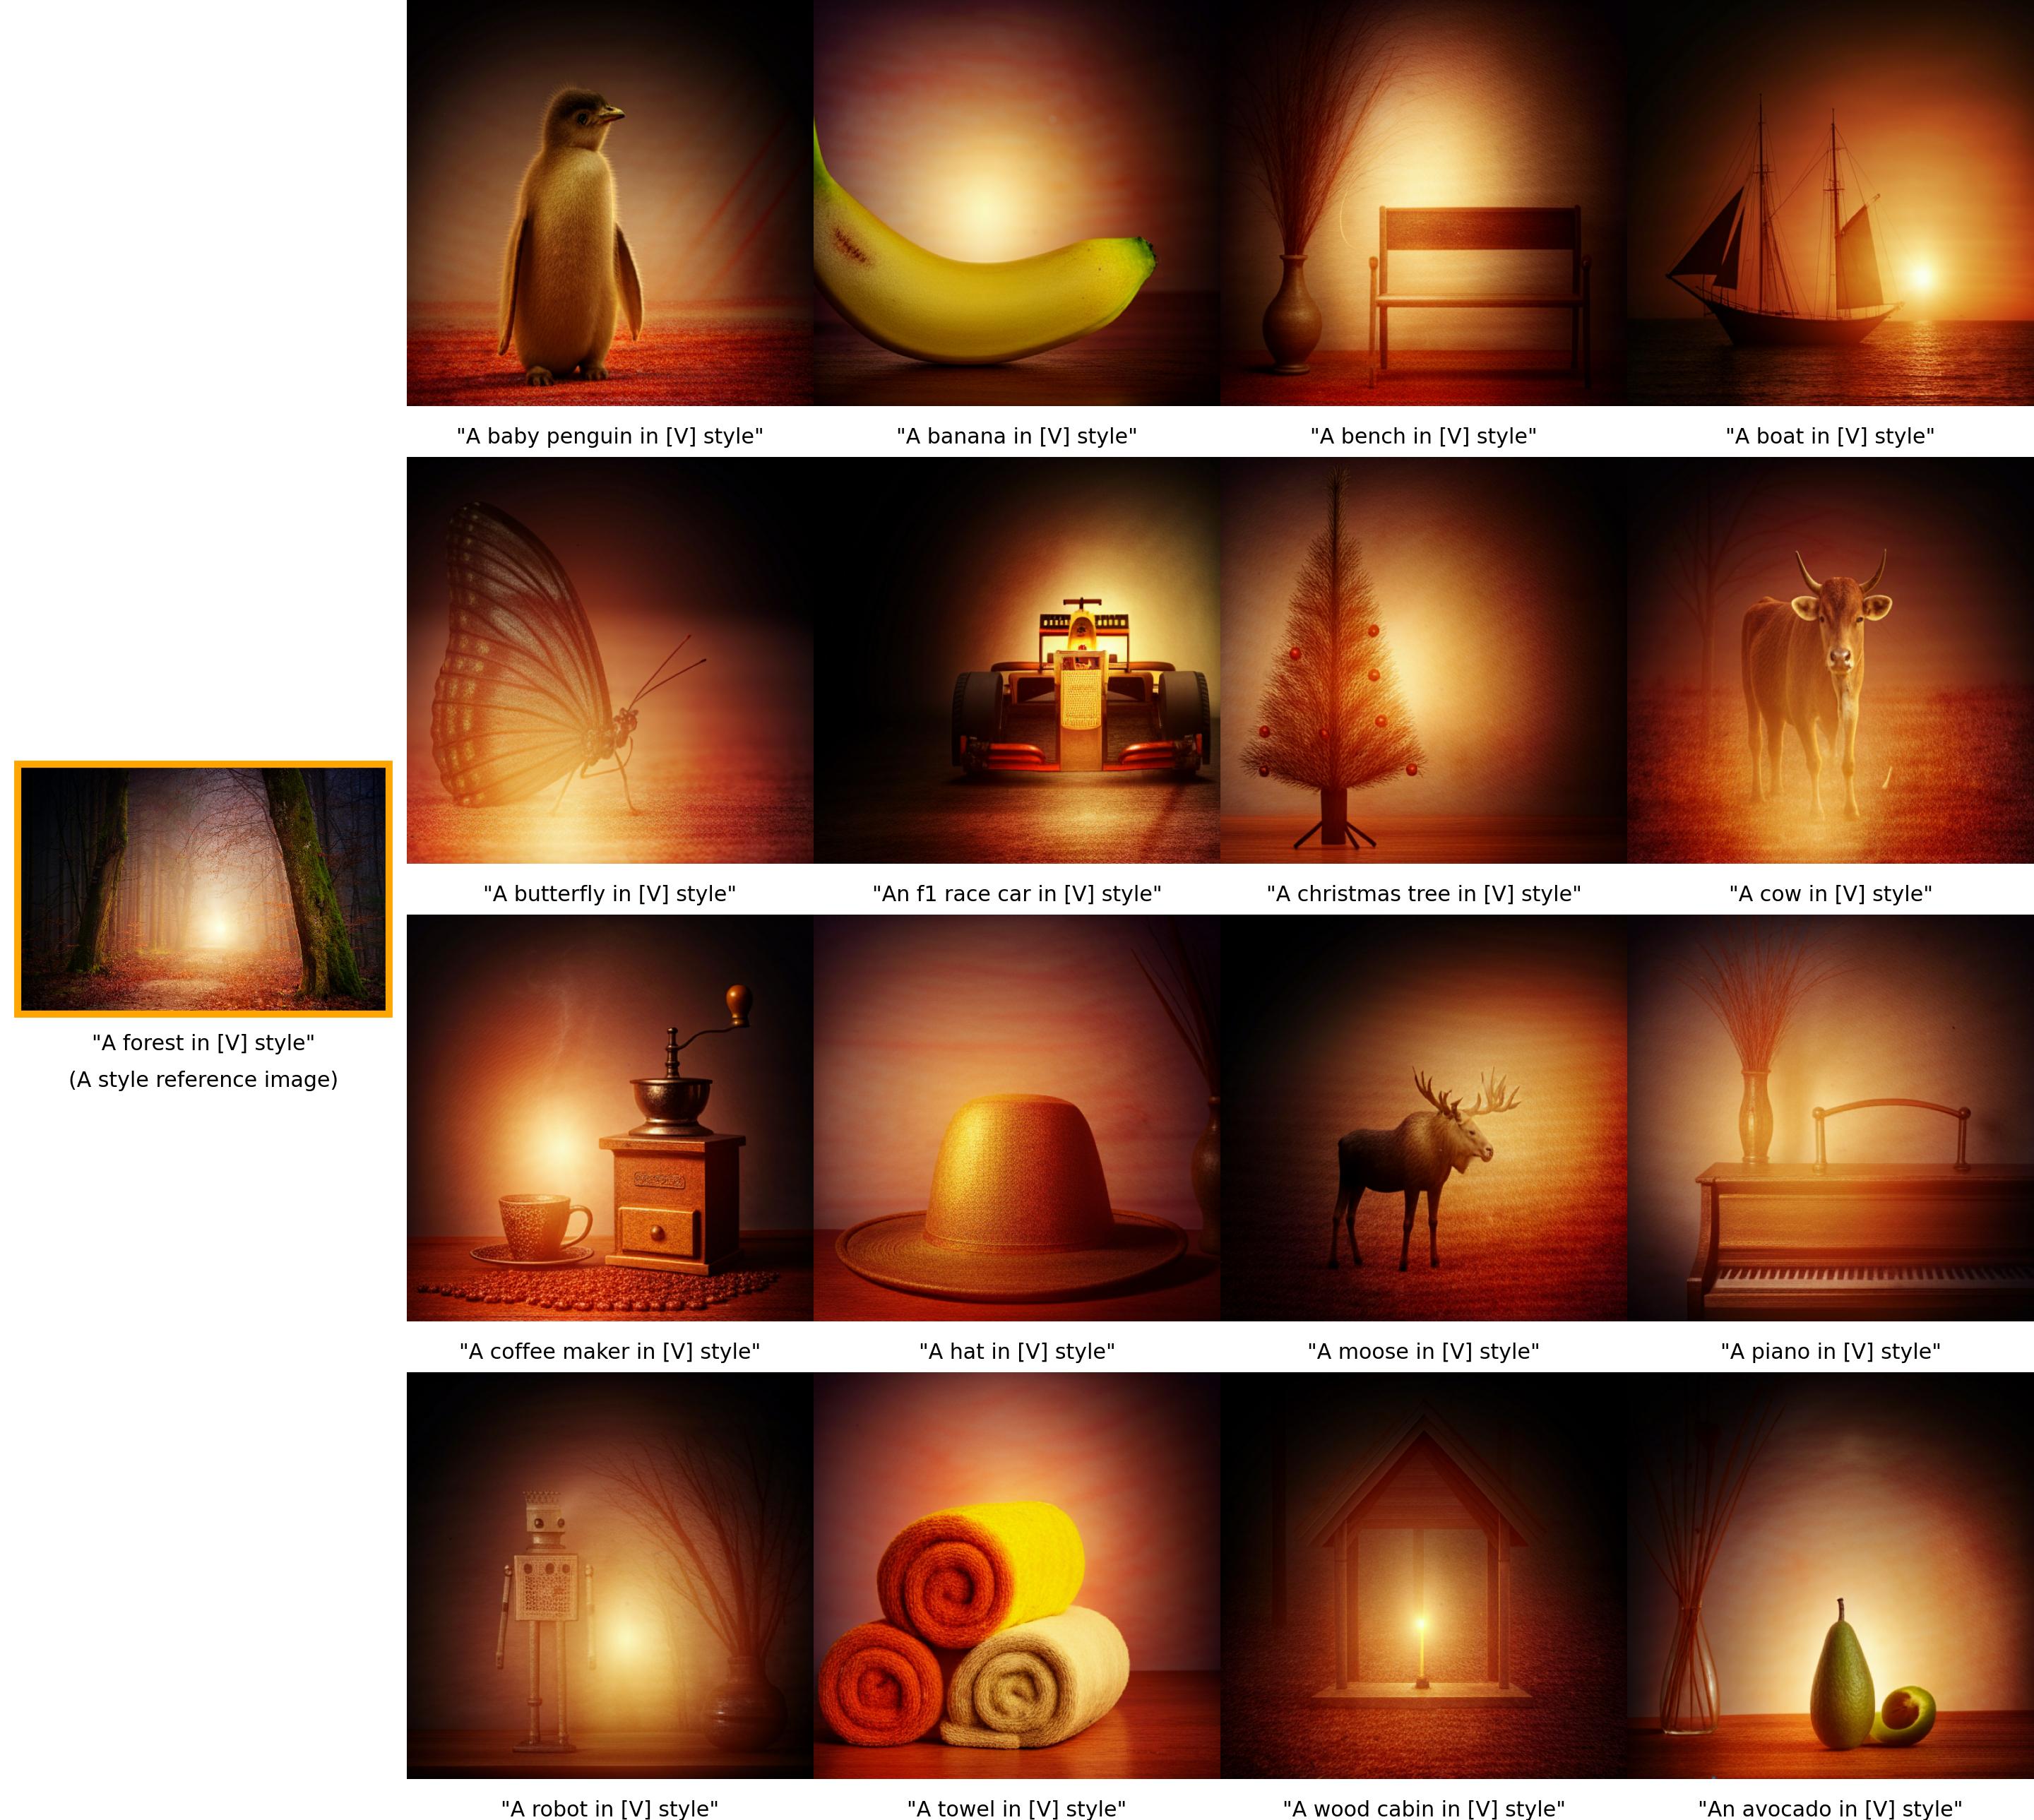 "A baby penguin in [V] style"
"A banana in [V] style"
"A bench in [V] style"
"A boat in [V] style"
"A butterfly in [V] style"
"An f1 race car in [V] style"
"A christmas tree in [V] style"
"A cow in [V] style"
"A forest in [V] style"
(A style reference image)
"A coffee maker in [V] style"
"A hat in [V] style"
"A moose in [V] style"
"A piano in [V] style"
"A robot in [V] style"
"A towel in [V] style"
"A wood cabin in [V] style"
"An avocado in [V] style"